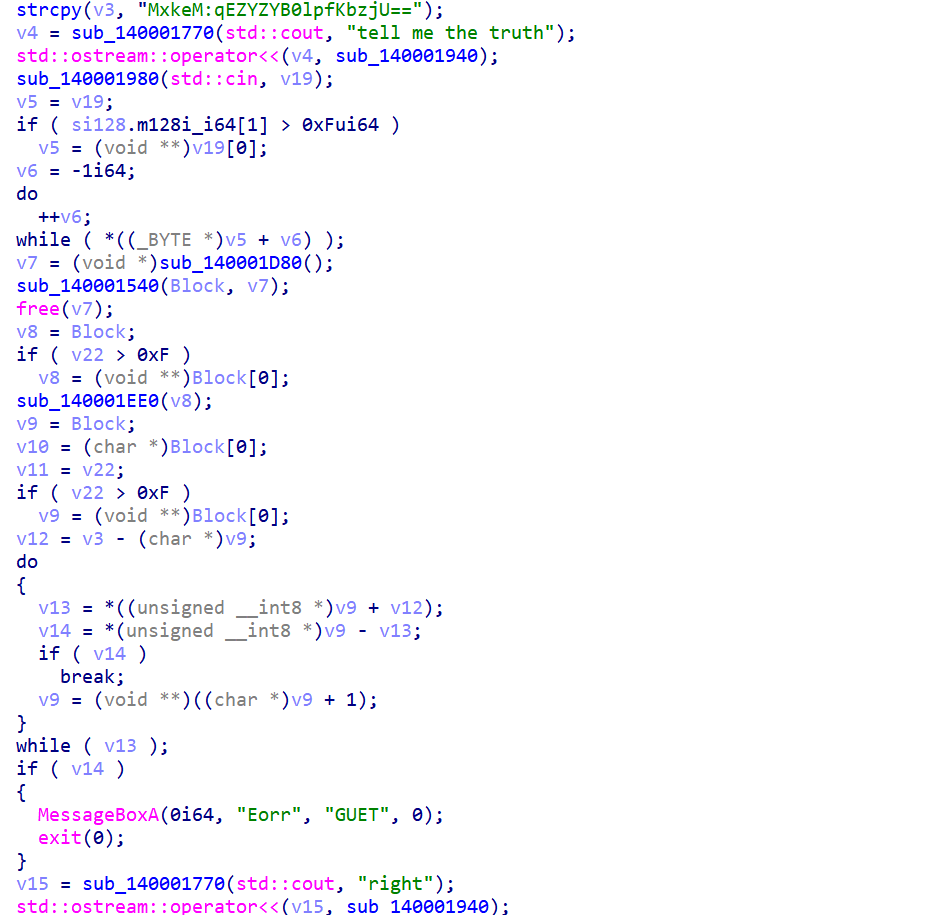 strcpy(v3, "MxkeM:qEZYZYB0lpfKbzjU==");
v4 = sub_140001770(std::cout, "tell me the truth");
std::ostream::operator<<(v4, sub_140001940);
sub_140001980(std::cin, v19);
v5 = v19;
if ( si128.m128i_i64[1] > 0xFui64 )
  v5 = (void **)v19[0];
v6 = -1i64;
do
  ++v6;
while ( *((_BYTE *)v5 + v6) );
v7 = (void *)sub_140001D80();
sub_140001540(Block, v7);
free(v7);
v8 = Block;
if ( v22 > 0xF )
  v8 = (void **)Block[0];
sub_140001EE0(v8);
v9 = Block;
v10 = (char *)Block[0];
v11 = v22;
if ( v22 > 0xF )
  v9 = (void **)Block[0];
v12 = v3 - (char *)v9;
do
{
  v13 = *((unsigned __int8 *)v9 + v12);
  v14 = *(unsigned __int8 *)v9 - v13;
  if ( v14 )
    break;
  v9 = (void **)((char *)v9 + 1);
}
while ( v13 );
if ( v14 )
{
  MessageBoxA(0i64, "Eorr", "GUET", 0);
  exit(0);
}
v15 = sub_140001770(std::cout, "right");
std::ostream::operator<<(v15, sub_140001940);